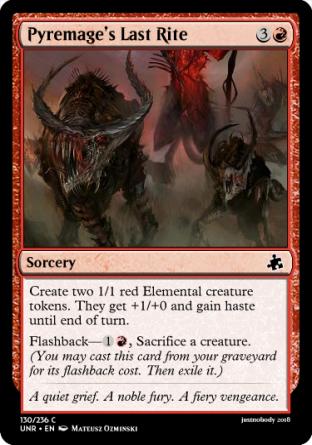 Pyremage's Last Rite 3
Sorcery
Create two 1/1 red Elemental creature
tokens. They get +1/+0 and gain haste
until end of turn.
Flashback—1, Sacrifice a creature.
(You may cast this card from your graveyard
for its flashback cost. Then exile it.)
A quiet grief. A noble fury. A fiery vengeance.
130/236 C
justnobody 2018
UNR • EN Mateusz Ozminski